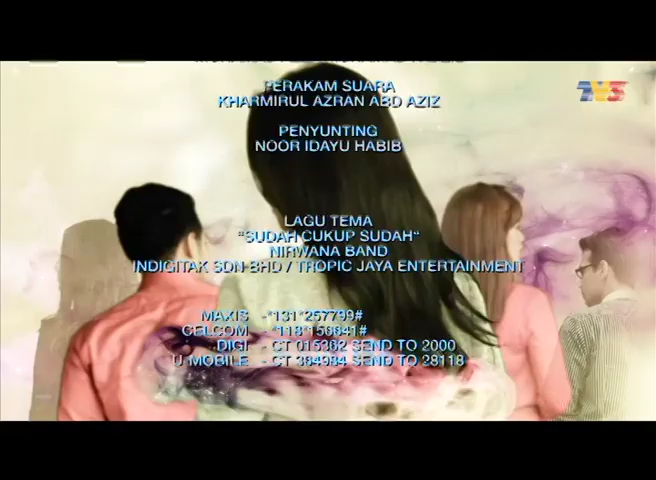 PERAKAM SUARA
KHARMIRUL AZRAN ABD AZIZ
PENYUNTING
NOOR IDAYU HABIB
LAGU TEMA
"SUDAH CUKUP SUDAH"
NIRWANA BAND
INDIGITAK SDN BHD / TROPIC JAYA ENTERTAINMENT
MAXIS - *131*257799#
CELCOM - *118*150641#
DIGI - CT 015362 SEND TO 2000
U MOBILE - CT 384984 SEND TO 28118
TV3